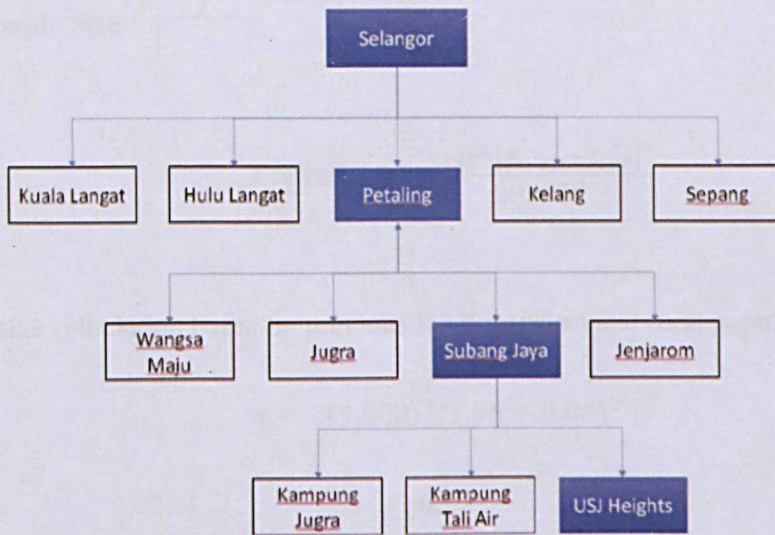 Selangor
Kuala Langat
Hulu Langat
Petaling
Kelang
Sepang
Wangsa
Maju
Jugra
Subang Jaya
Jenjarom
Kampung
Jugra
Kampung
Tali Air
USJ Heights